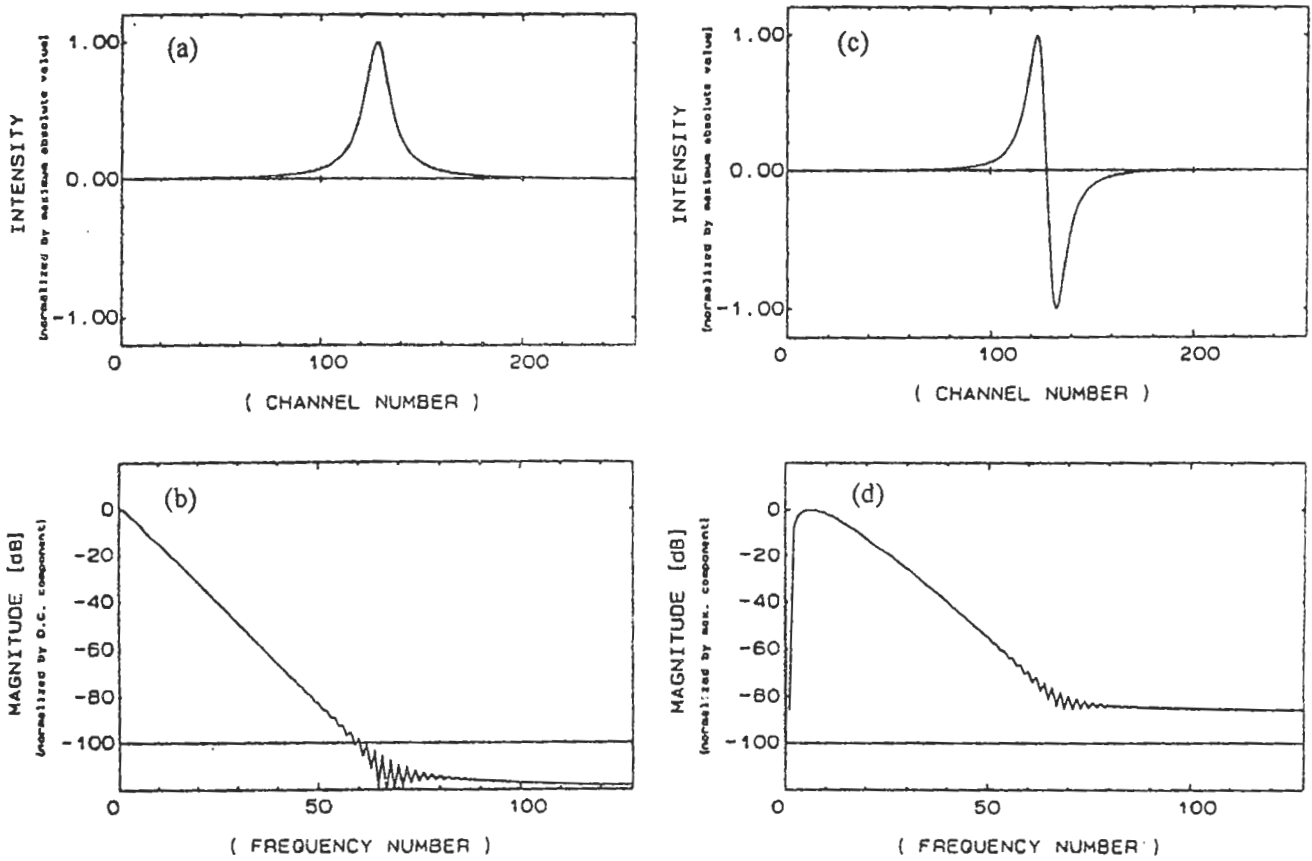 (a)
1.00
0.00
-1.00
INTENSITY
(normalized by maximum absolute value)
0
100
200
( CHANNEL NUMBER )
(c)
1.00
0.00
-1.00
INTENSITY
(normalized by maximum absolute value)
0
100
200
( CHANNEL NUMBER )
(b)
0
-20
-40
-60
-80
-100
MAGNITUDE [dB]
(normalized by D.C. component)
0
50
100
( FREQUENCY NUMBER )
(d)
0
-20
-40
-60
-80
-100
MAGNITUDE [dB]
(normalized by max. component)
0
50
100
( FREQUENCY NUMBER )